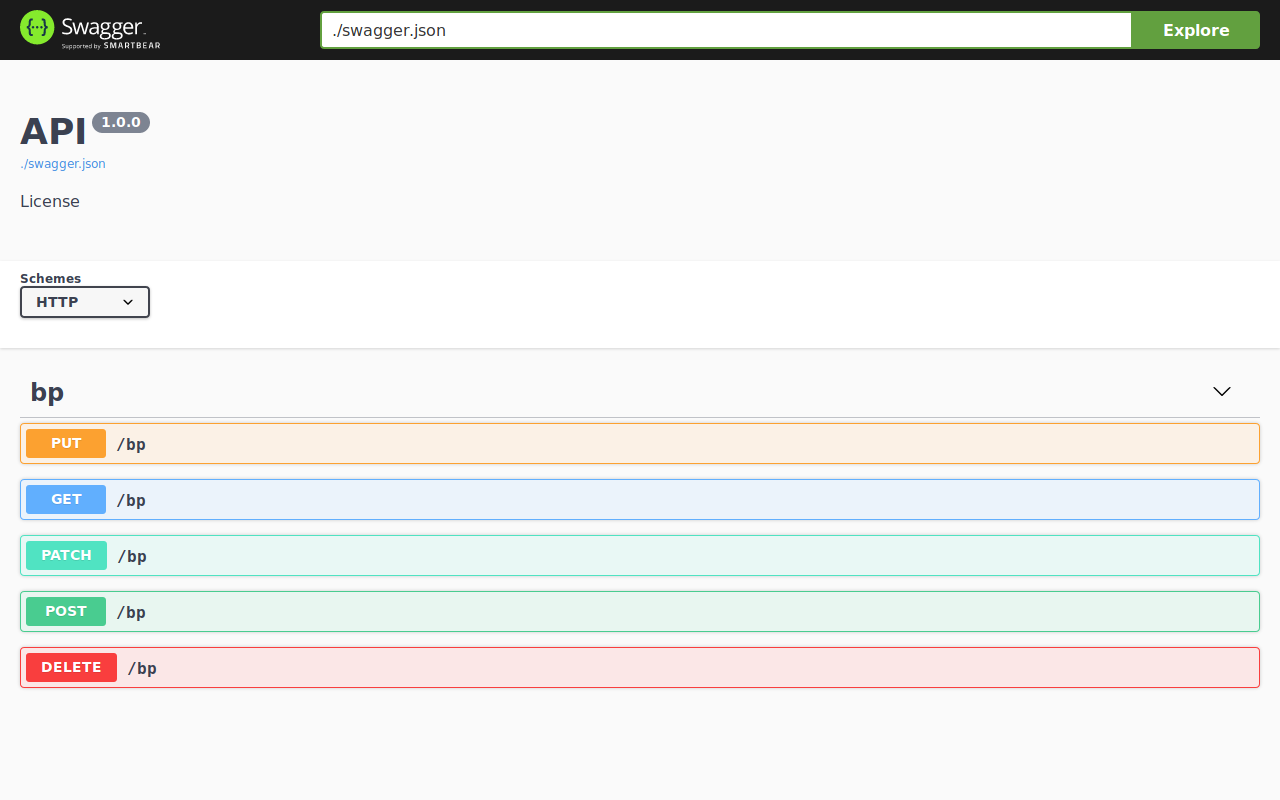 Swagger
Supported by SMARTBEAR
./swagger.json
Explore
API 1.0.0
./swagger.json
License
Schemes
HTTP
bp
PUT /bp
GET /bp
PATCH /bp
POST /bp
DELETE /bp